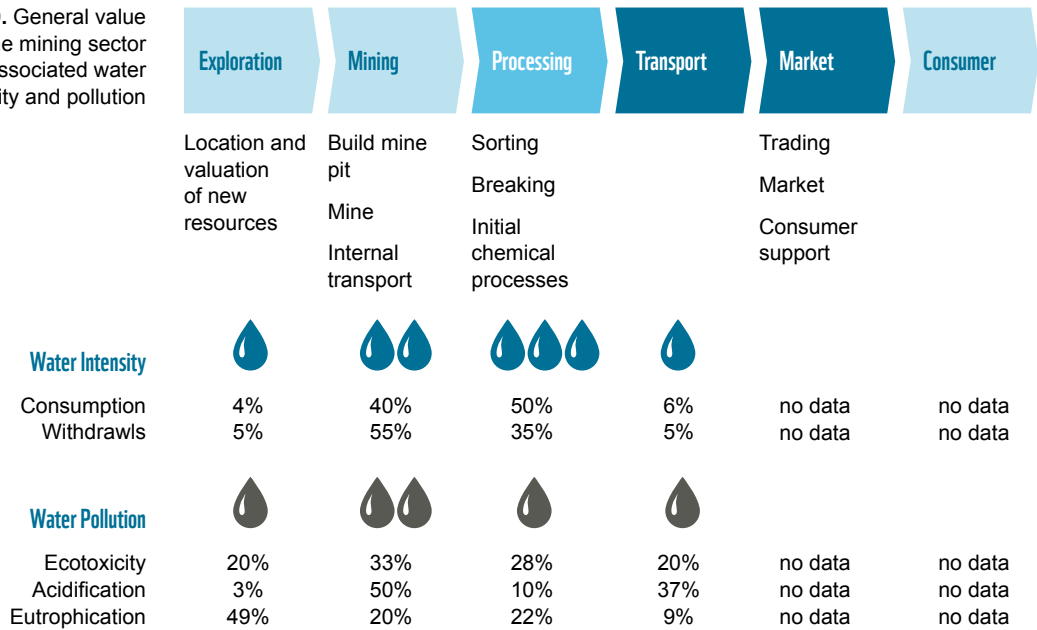 General value
mining sector
associated water
and pollution
Exploration
Mining
Processing
Transport
Market
Consumer
Location and
valuation
of new
resources
Build mine
pit
Mine
Internal
transport
Sorting
Breaking
Initial
chemical
processes
Trading
Market
Consumer
support
Water Intensity
Consumption 4% 40% 50% 6% no data no data
Withdrawls 5% 55% 35% 5% no data no data
Water Pollution
Ecotoxicity 20% 33% 28% 20% no data no data
Acidification 3% 50% 10% 37% no data no data
Eutrophication 49% 20% 22% 9% no data no data